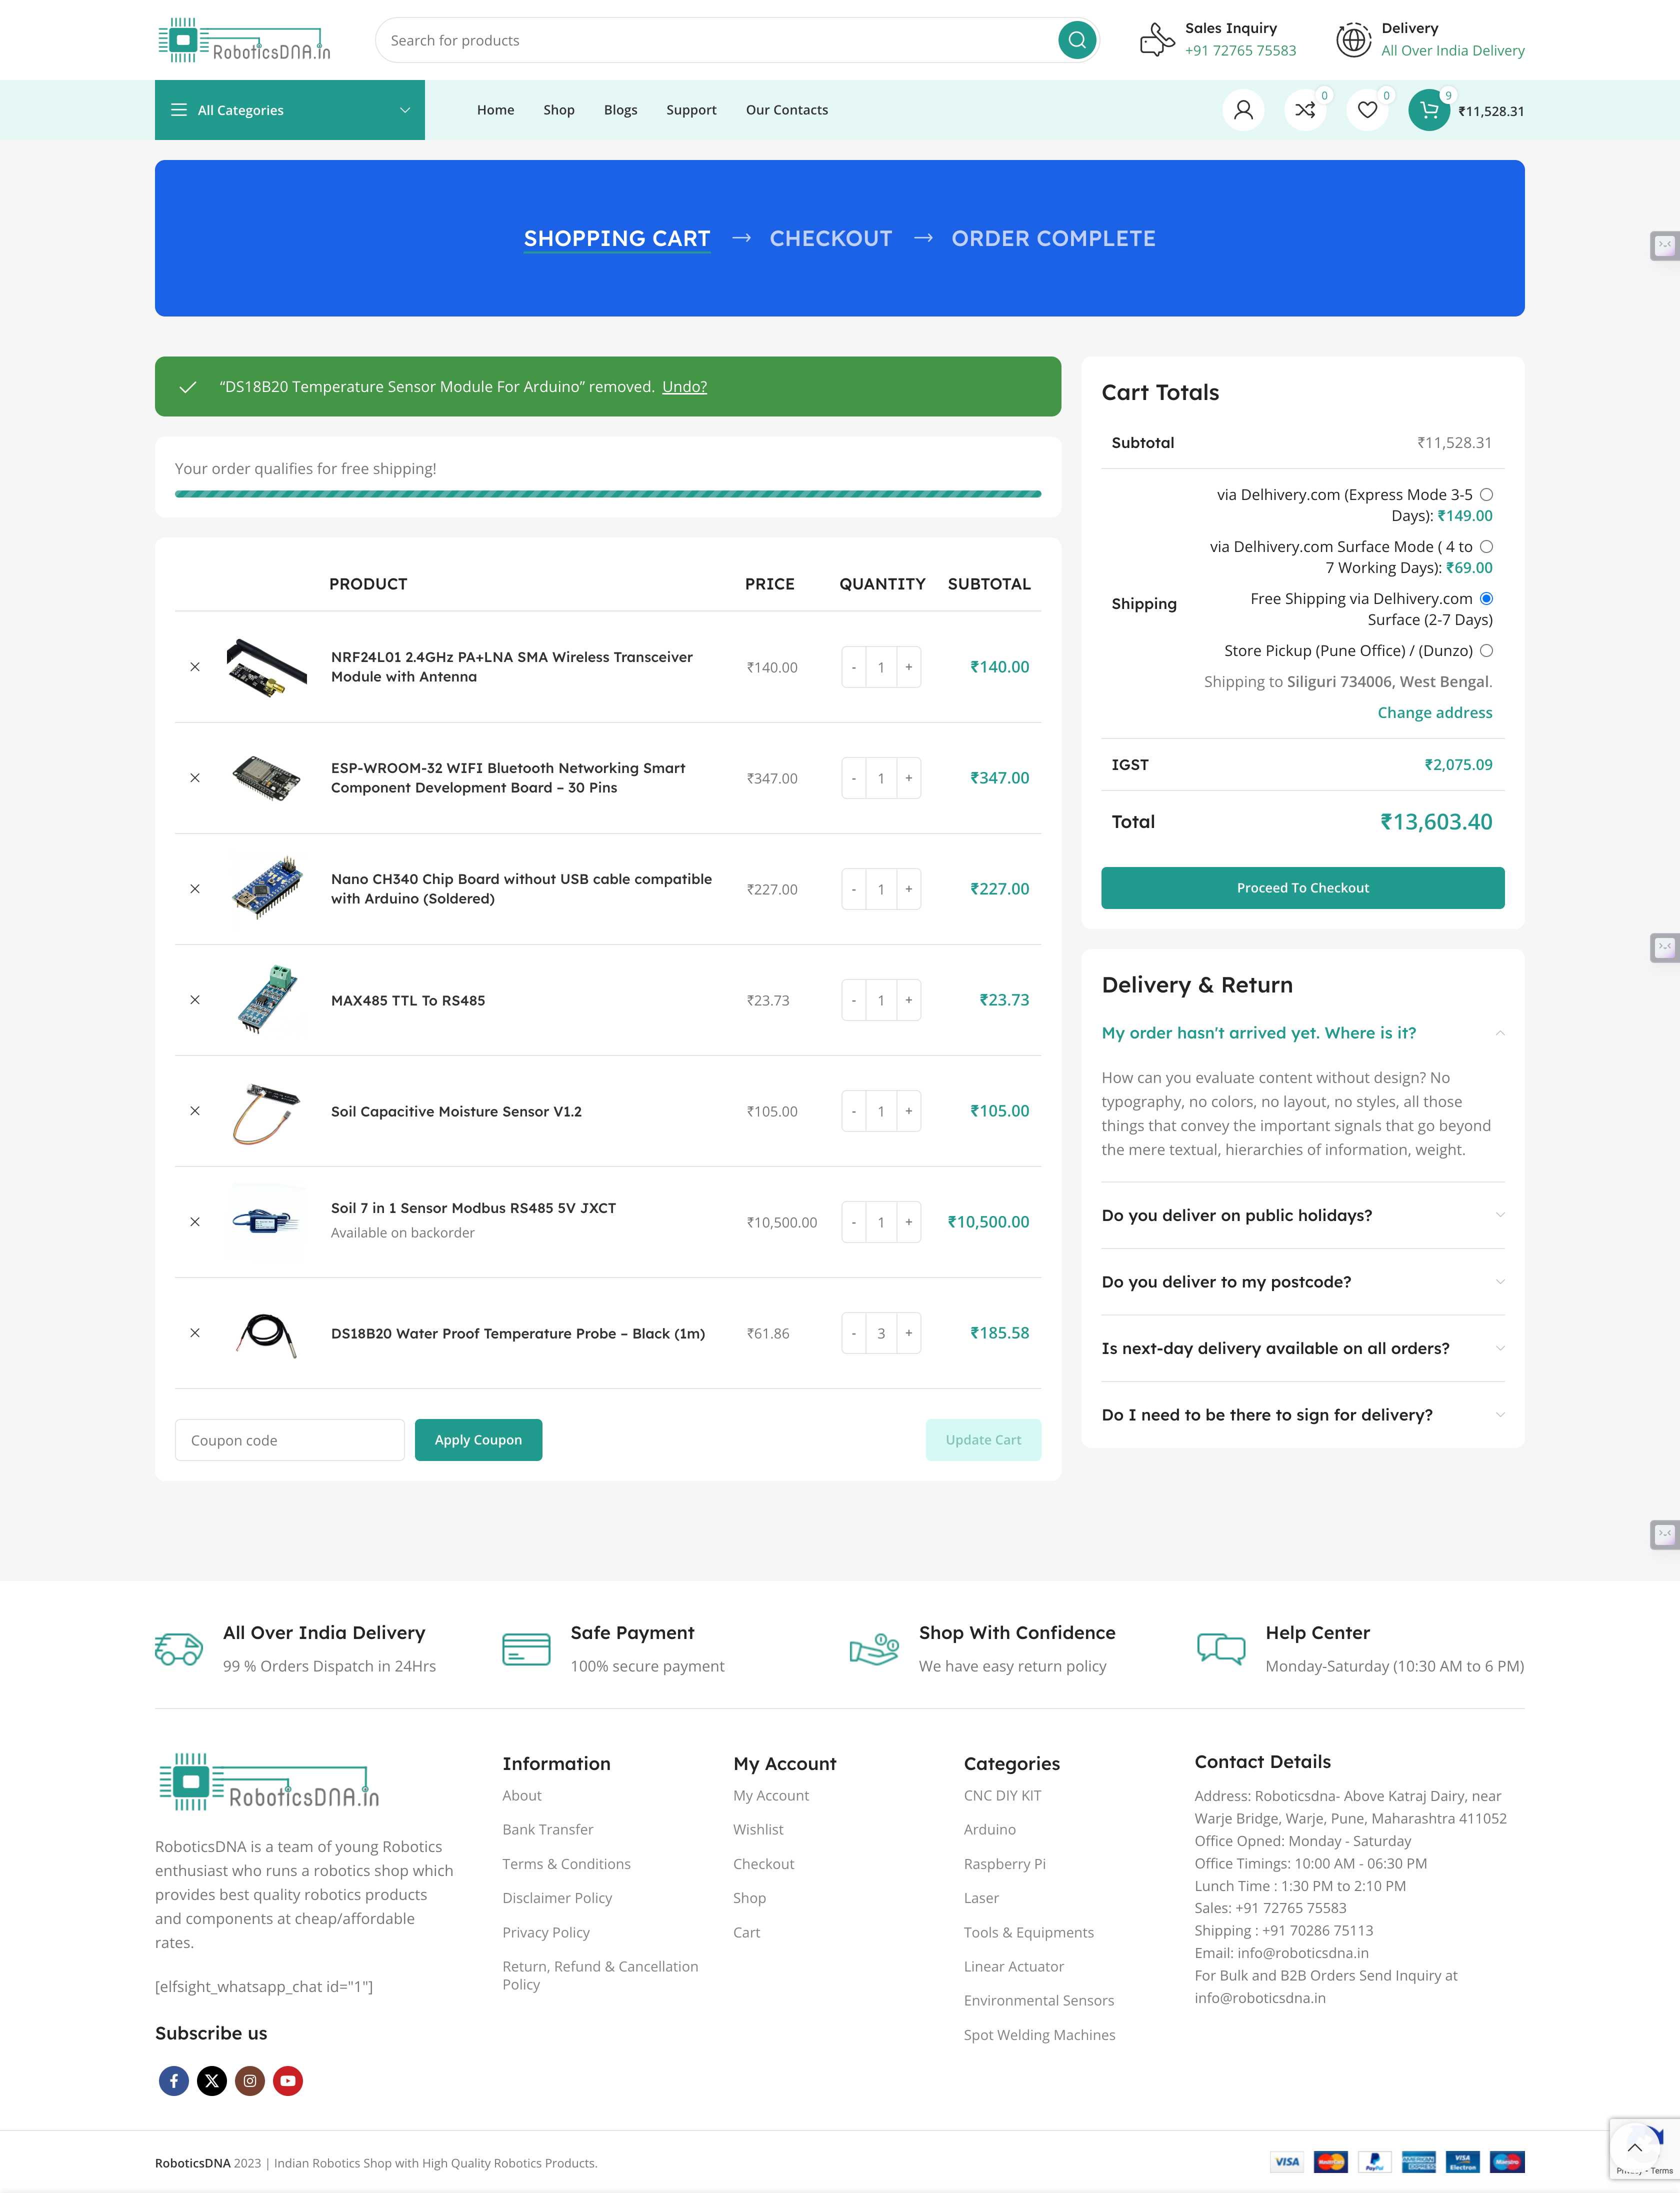 RoboticsDNA.in
Search for products
Sales Inquiry
+91 72765 75583
Delivery
All Over India Delivery
All Categories
Home
Shop
Blogs
Support
Our Contacts
0
0
9
₹11,528.31
SHOPPING CART → CHECKOUT → ORDER COMPLETE
“DS18B20 Temperature Sensor Module For Arduino” removed. Undo?
Your order qualifies for free shipping!
PRODUCT PRICE QUANTITY SUBTOTAL
NRF24L01 2.4GHz PA+LNA SMA Wireless Transceiver
Module with Antenna
₹140.00 - 1 + ₹140.00
ESP-WROOM-32 WIFI Bluetooth Networking Smart
Component Development Board – 30 Pins
₹347.00 - 1 + ₹347.00
Nano CH340 Chip Board without USB cable compatible
with Arduino (Soldered)
₹227.00 - 1 + ₹227.00
MAX485 TTL To RS485 ₹23.73 - 1 + ₹23.73
Soil Capacitive Moisture Sensor V1.2 ₹105.00 - 1 + ₹105.00
Soil 7 in 1 Sensor Modbus RS485 5V JXCT
Available on backorder
₹10,500.00 - 1 + ₹10,500.00
DS18B20 Water Proof Temperature Probe – Black (1m) ₹61.86 - 3 + ₹185.58
Coupon code
Apply Coupon
Update Cart
Cart Totals
Subtotal ₹11,528.31
Shipping
via Delhivery.com (Express Mode 3-5
Days): ₹149.00
via Delhivery.com Surface Mode ( 4 to
7 Working Days): ₹69.00
Free Shipping via Delhivery.com
Surface (2-7 Days)
Store Pickup (Pune Office) / (Dunzo)
Shipping to Siliguri 734006, West Bengal.
Change address
IGST ₹2,075.09
Total ₹13,603.40
Proceed To Checkout
Delivery & Return
My order hasn't arrived yet. Where is it?
How can you evaluate content without design? No
typography, no colors, no layout, no styles, all those
things that convey the important signals that go beyond
the mere textual, hierarchies of information, weight.
Do you deliver on public holidays?
Do you deliver to my postcode?
Is next-day delivery available on all orders?
Do I need to be there to sign for delivery?
All Over India Delivery
99 % Orders Dispatch in 24Hrs
Safe Payment
100% secure payment
Shop With Confidence
We have easy return policy
Help Center
Monday-Saturday (10:30 AM to 6 PM)
RoboticsDNA.in
RoboticsDNA is a team of young Robotics
enthusiast who runs a robotics shop which
provides best quality robotics products
and components at cheap/affordable
rates.
[elfsight_whatsapp_chat id="1"]
Subscribe us
Information
About
Bank Transfer
Terms & Conditions
Disclaimer Policy
Privacy Policy
Return, Refund & Cancellation
Policy
My Account
My Account
Wishlist
Checkout
Shop
Cart
Categories
CNC DIY KIT
Arduino
Raspberry Pi
Laser
Tools & Equipments
Linear Actuator
Environmental Sensors
Spot Welding Machines
Contact Details
Address: Roboticsdna- Above Katraj Dairy, near
Warje Bridge, Warje, Pune, Maharashtra 411052
Office Opned: Monday - Saturday
Office Timings: 10:00 AM - 06:30 PM
Lunch Time : 1:30 PM to 2:10 PM
Sales: +91 72765 75583
Shipping : +91 70286 75113
Email: info@roboticsdna.in
For Bulk and B2B Orders Send Inquiry at
info@roboticsdna.in
RoboticsDNA 2023 | Indian Robotics Shop with High Quality Robotics Products.
VISA MasterCard PayPal AMERICAN EXPRESS VISA Electron Maestro
Terms